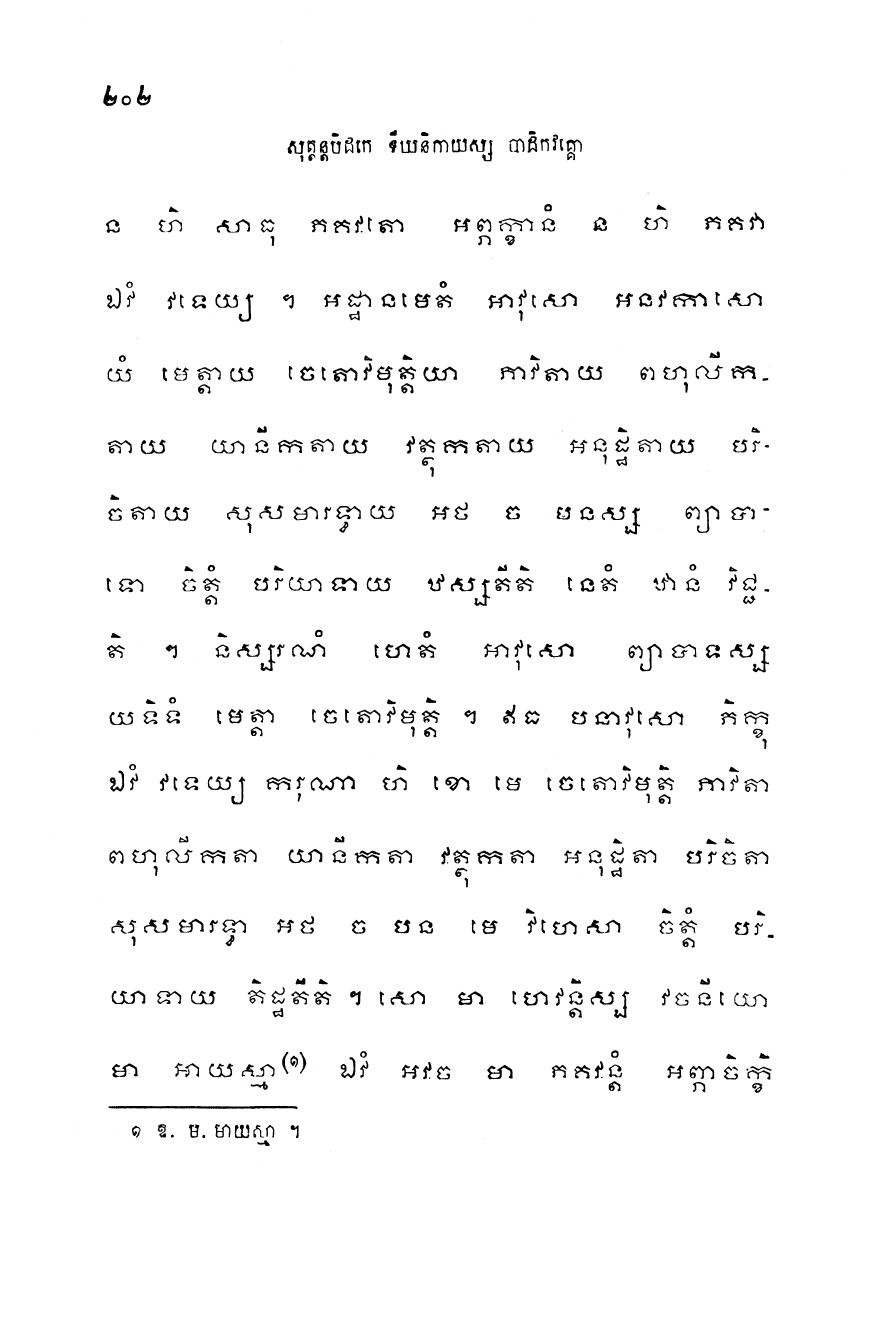 ២០២
សុត្តន្តបិដកេ ទីឃនិកាយស្ស បាដិកវគ្គោ
ន ហិ សាធុ ភគវតោ អព្ភក្ខានំ ន ហិ ភគវា
ឯវំ វទេយ្យ ។ អដ្ឋានមេតំ អាវុសោ អនវកាសោ
យំ មេត្តាយ ចេតោវិមុត្តិយា ភាវិតាយ ពហុលីក-
តាយ យានីកតាយ វត្ថុកតាយ អនុដ្ឋិតាយ បរិ-
ចិតាយ សុសមារទ្ធាយ អថ ច បនស្ស ព្យាបា-
ទោ ចិត្តំ បរិយាទាយ ឋស្សតីតិ នេតំ ឋានំ វិជ្ជ-
តិ ។ និស្សរណំ ហេតំ អាវុសោ ព្យាបាទស្ស
យទិទំ មេត្តា ចេតោវិមុត្តិ ។ ឥធ បនាវុសោ ភិក្ខុ
ឯវំ វទេយ្យ ករុណា ហិ ខោ មេ ចេតោវិមុត្តិ ភាវិតា
ពហុលីកតា យានីកតា វត្ថុកតា អនុដ្ឋិតា បរិចិតា
សុសមារទ្ធា អថ ច បន មេ វិហេសា ចិត្តំ បរិ-
យាទាយ តិដ្ឋតីតិ ។ សោ មា ហេវន្តិស្ស វចនីយោ
មា អាយស្មា(១) ឯវំ អវច មា ភគវន្តំ អព្ភាចិក្ខិ
១ ឱ. ម. មាយស្មា ។